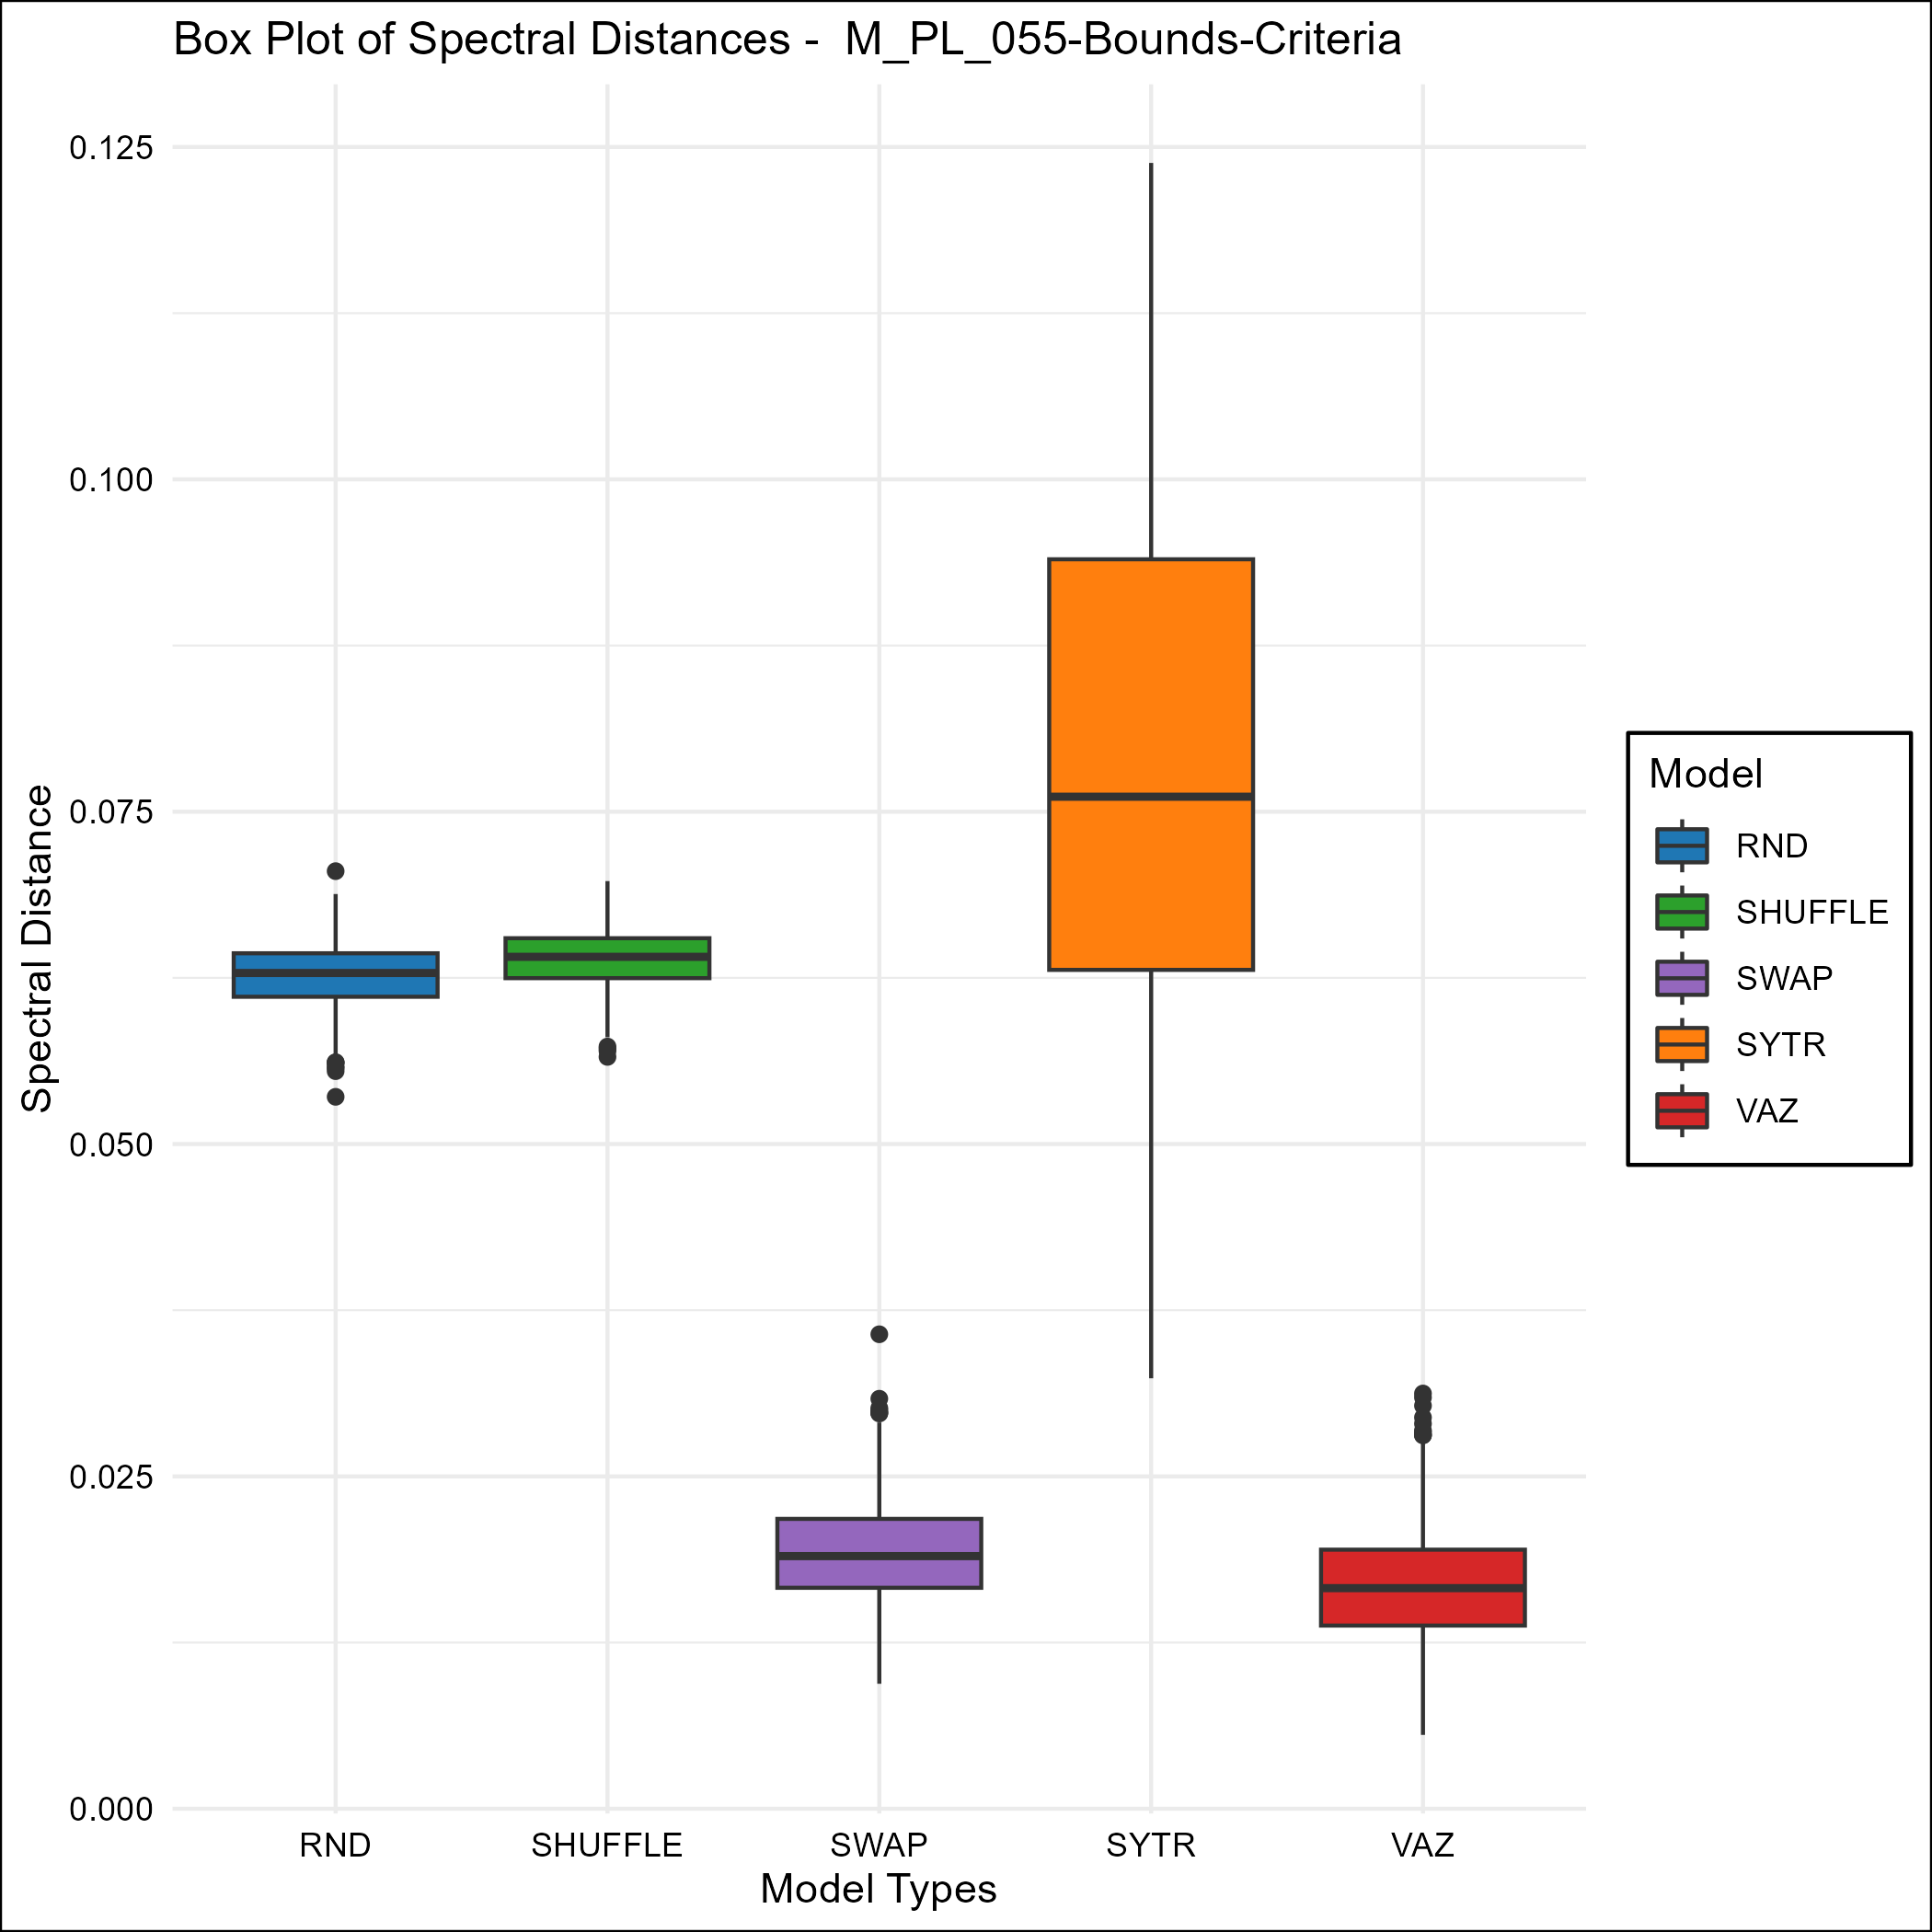 Box Plot of Spectral Distances -  M_PL_055-Bounds-Criteria
0.125
0.100
0.075
0.050
0.025
0.000
Spectral Distance
RND
SHUFFLE
SWAP
SYTR
VAZ
Model Types
Model
RND
SHUFFLE
SWAP
SYTR
VAZ